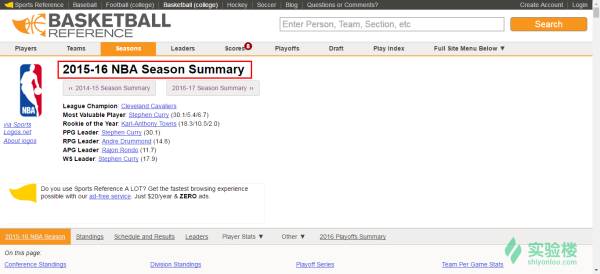 Sports Reference Baseball Football (college) Basketball (college) Hockey Soccer Blog Questions or Comments? Create Account Login
BASKETBALL
REFERENCE
Enter Person, Team, Section, etc
Search
Players Teams Seasons Leaders Scores 8 Playoffs Draft Play Index Full Site Menu Below ▼
2015-16 NBA Season Summary
« 2014-15 Season Summary 2016-17 Season Summary »
NBA
via Sports
Logos.net
About logos
League Champion: Cleveland Cavaliers
Most Valuable Player: Stephen Curry (30.1/5.4/6.7)
Rookie of the Year: Karl-Anthony Towns (18.3/10.5/2.0)
PPG Leader: Stephen Curry (30.1)
RPG Leader: Andre Drummond (14.8)
APG Leader: Rajon Rondo (11.7)
WS Leader: Stephen Curry (17.9)
Do you use Sports Reference A LOT? Get the fastest browsing experience
possible with our ad-free service. Just $20/year & ZERO ads.
2015-16 NBA Season Standings Schedule and Results Leaders Player Stats ▼ Other ▼ 2016 Playoffs Summary
On this page:
Conference Standings Division Standings Playoff Series Team Per Game Stats
实验楼
shiyanlou.com